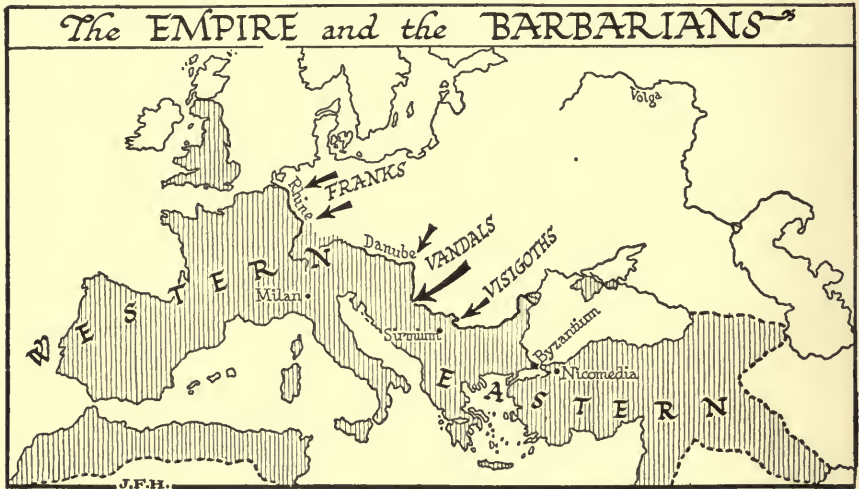 The EMPIRE and the BARBARIANS
Volga
Rhine
FRANKS
Danube
VANDALS
VISIGOTHS
WESTERN
Milan
Sirmium
Byzantium
Nicomedia
EASTERN
J.F.H.